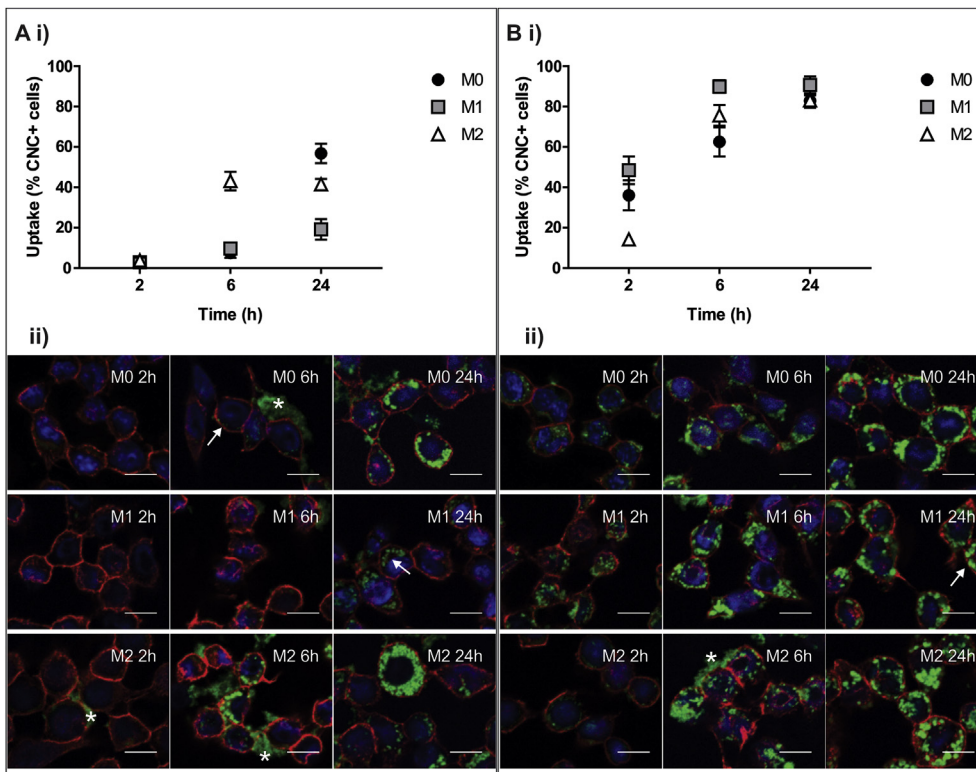 A i)
Uptake (% CNC+ cells)
100
80
60
40
20
0
2 6 24
Time (h)
M0
M1
M2
ii)
M0 2h M0 6h M0 24h
*
M1 2h M1 6h M1 24h
M2 2h M2 6h M2 24h
*
*
B i)
Uptake (% CNC+ cells)
100
80
60
40
20
0
2 6 24
Time (h)
M0
M1
M2
ii)
M0 2h M0 6h M0 24h
M1 2h M1 6h M1 24h
M2 2h M2 6h M2 24h
*